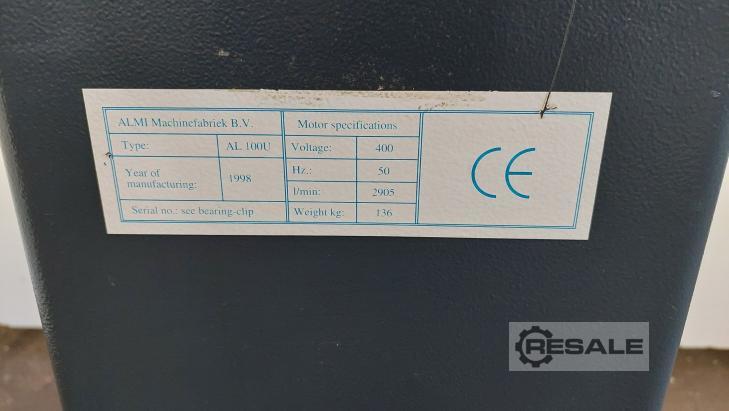 ALMI Machinefabriek B.V.
Type: AL 100U
Year of manufacturing: 1998
Serial no.: see bearing-clip
Motor specifications
Voltage: 400
Hz.: 50
l/min: 2905
Weight kg: 136
CE
RESALE